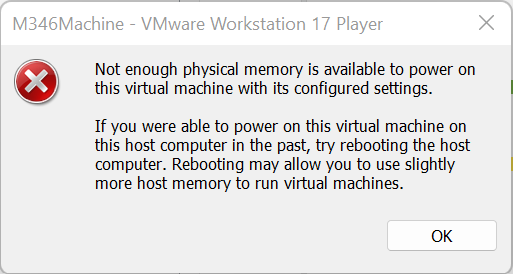 M346Machine - VMware Workstation 17 Player
Not enough physical memory is available to power on
this virtual machine with its configured settings.
If you were able to power on this virtual machine on
this host computer in the past, try rebooting the host
computer. Rebooting may allow you to use slightly
more host memory to run virtual machines.
OK